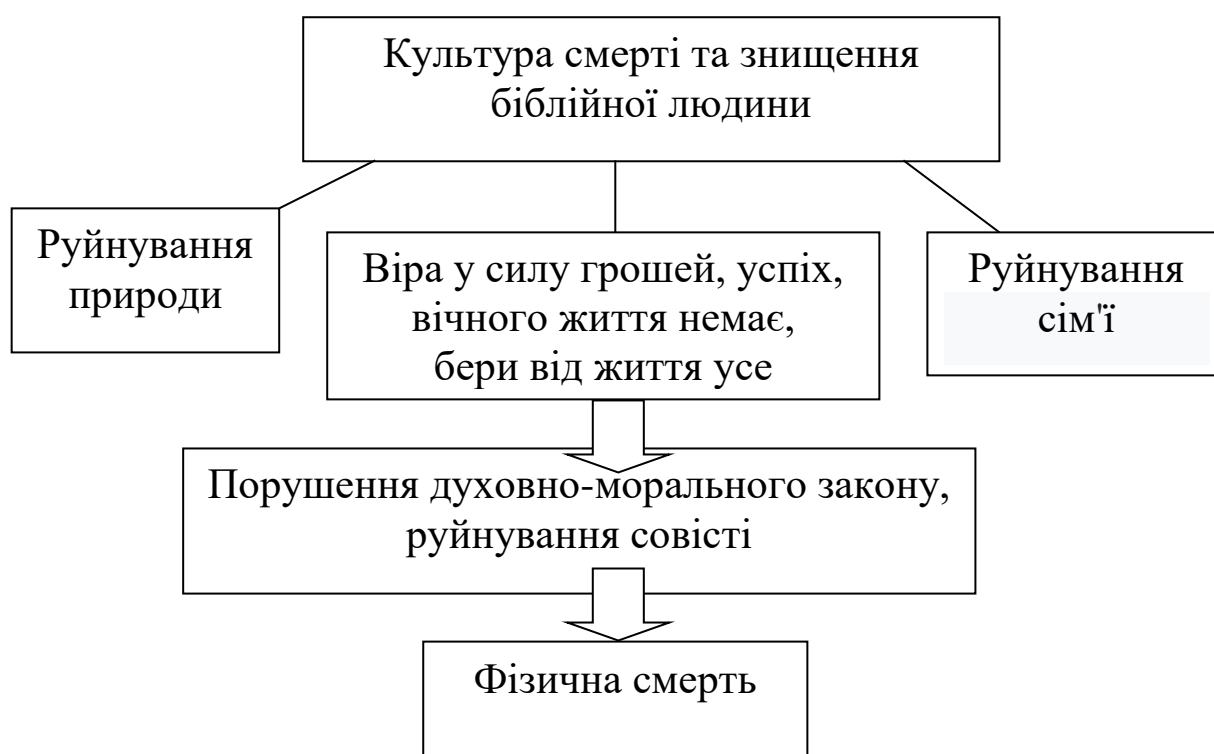 Культура смерті та знищення
біблійної людини
Руйнування
природи
Віра у силу грошей, успіх,
вічного життя немає,
бери від життя усе
Руйнування
сім'ї
Порушення духовно-морального закону,
руйнування совісті
Фізична смерть